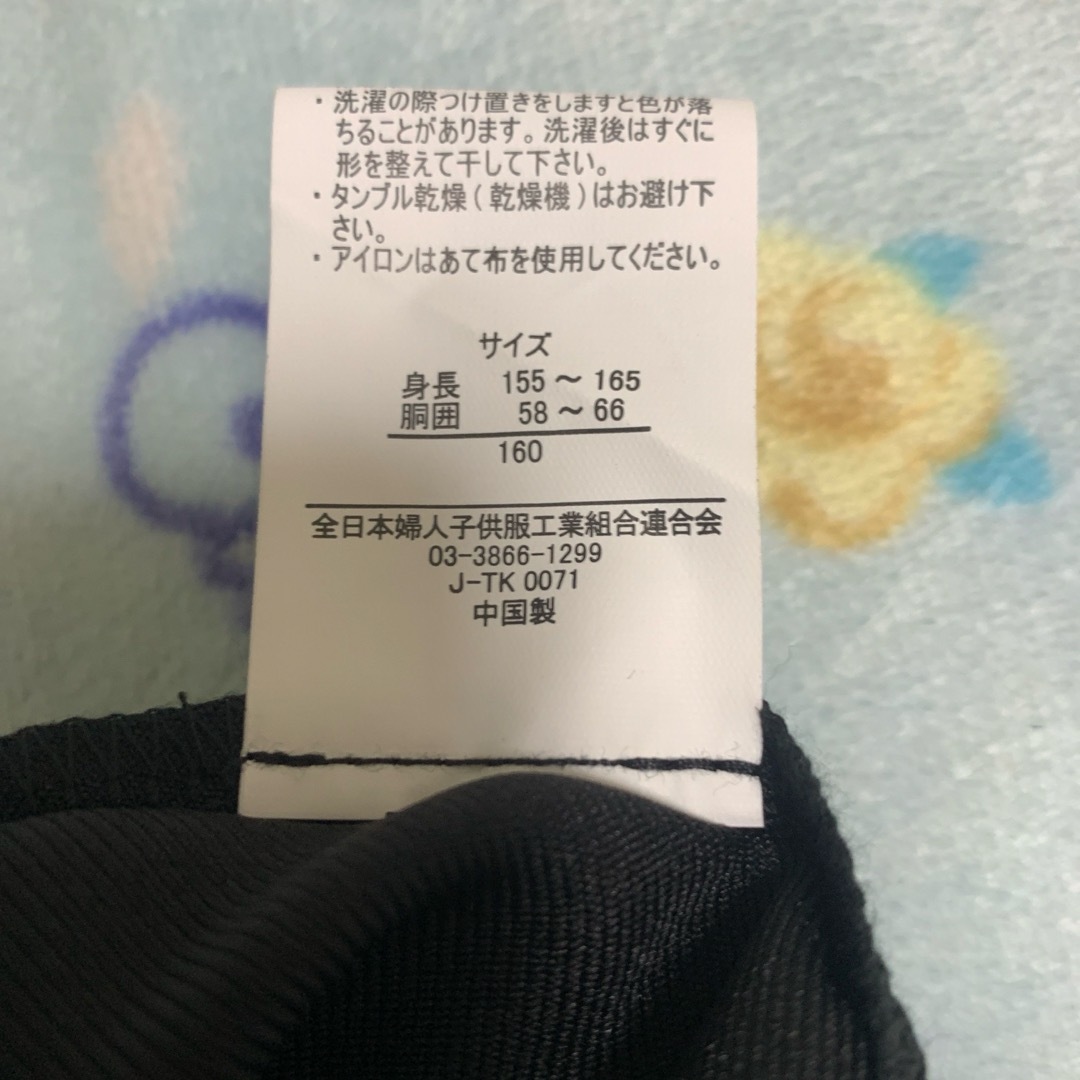 ・洗濯の際つけ置きをしますと色が落
ちることがあります。洗濯後はすぐに
形を整えて干して下さい。
・タンブル乾燥(乾燥機)はお避け下
さい。
・アイロンはあて布を使用してください。
サイズ
身長 155～165
胴囲 58～66
160
全日本婦人子供服工業組合連合会
03-3866-1299
J-TK 0071
中国製